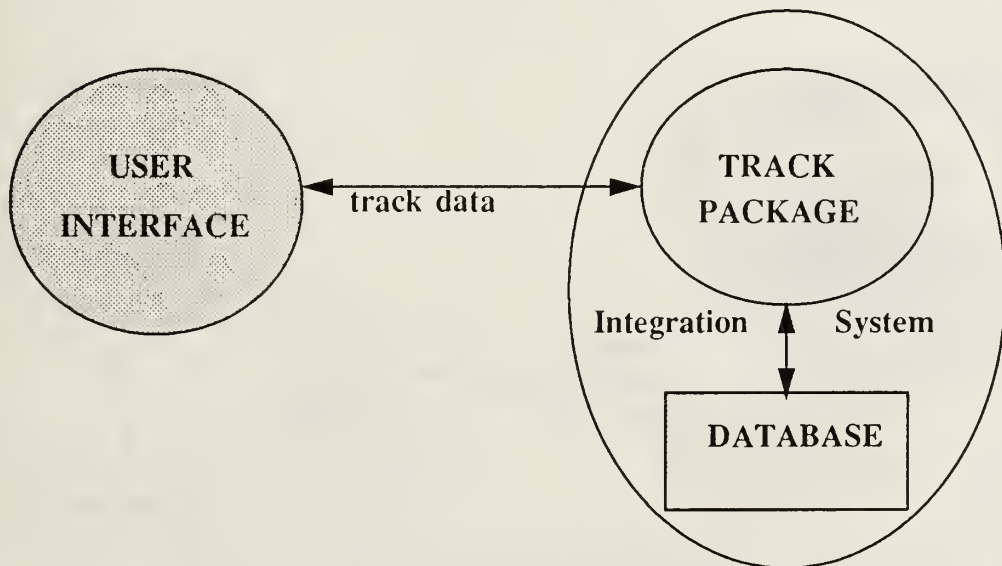 USER
INTERFACE
track data
TRACK
PACKAGE
Integration System
DATABASE